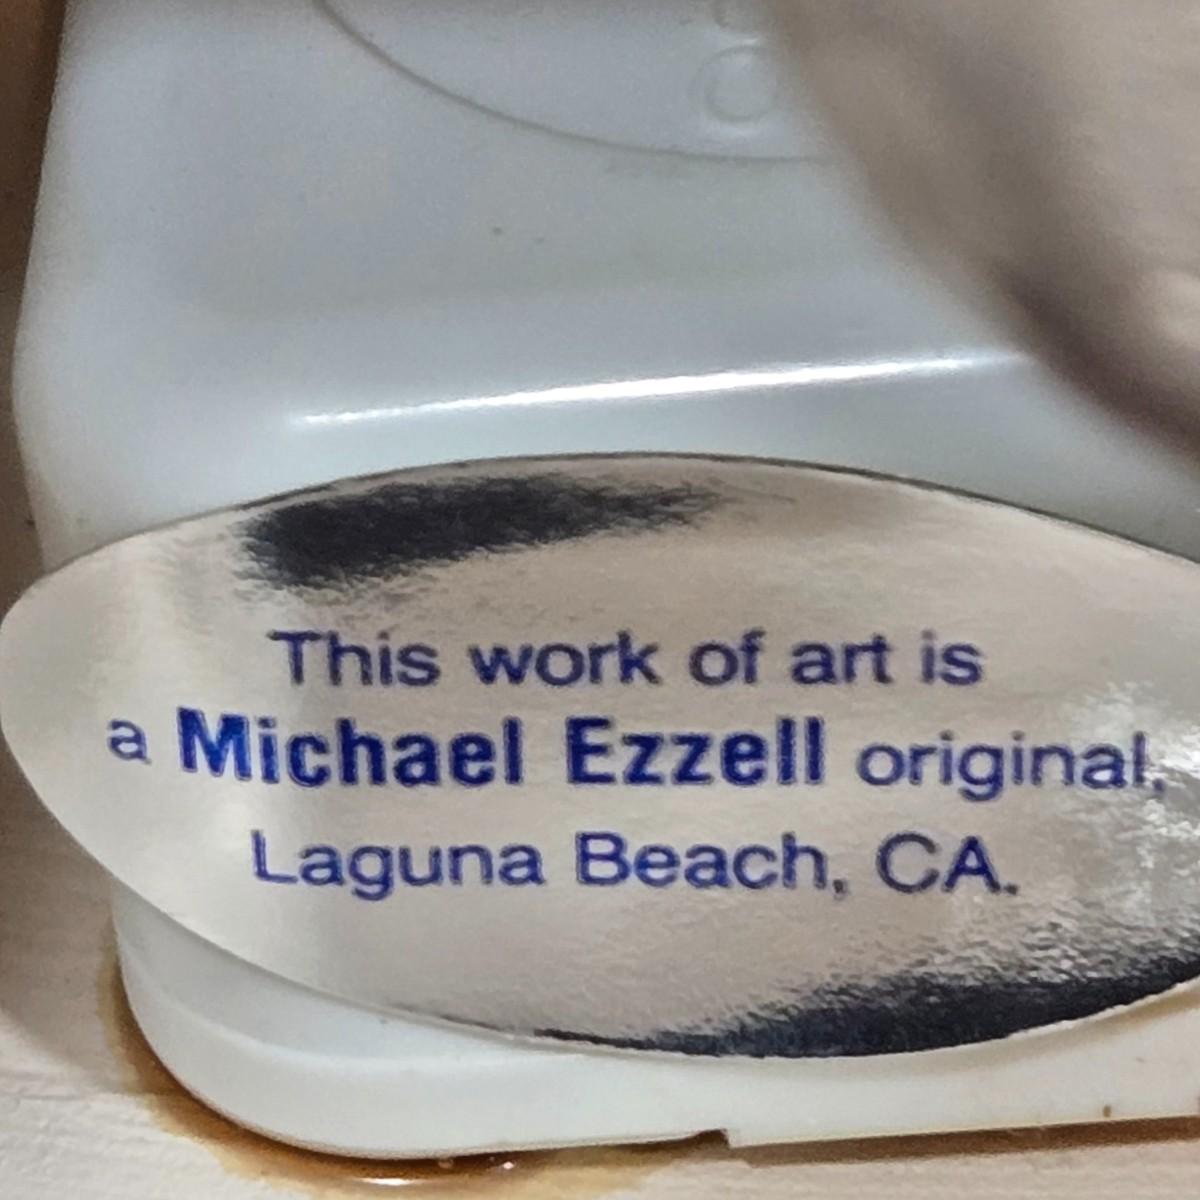 This work of art is
a Michael Ezzell original,
Laguna Beach, CA.